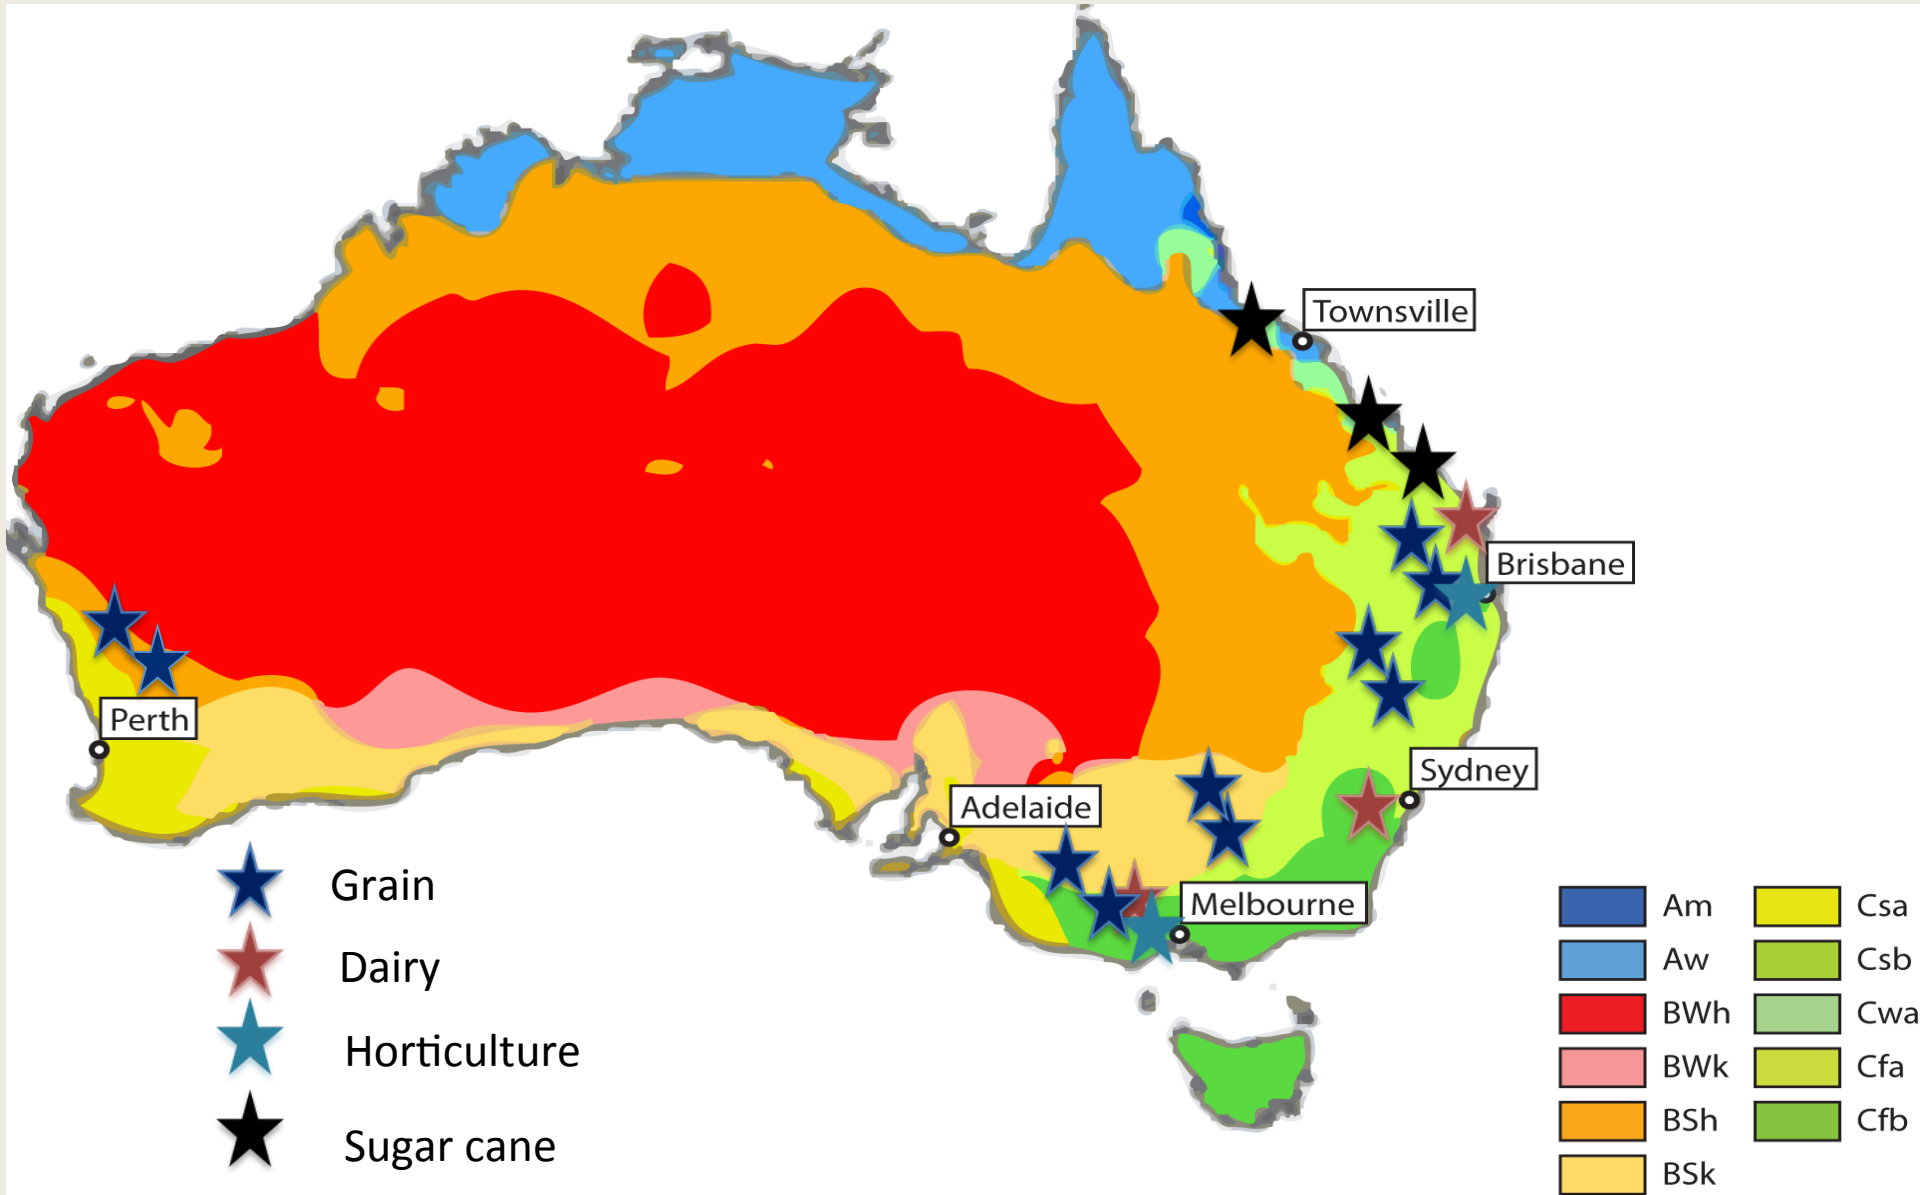 Townsville
Brisbane
Perth
Sydney
Adelaide
Melbourne
Grain
Dairy
Horticulture
Sugar cane
Am
Aw
BWh
BWk
BSh
BSk
Csa
Csb
Cwa
Cfa
Cfb